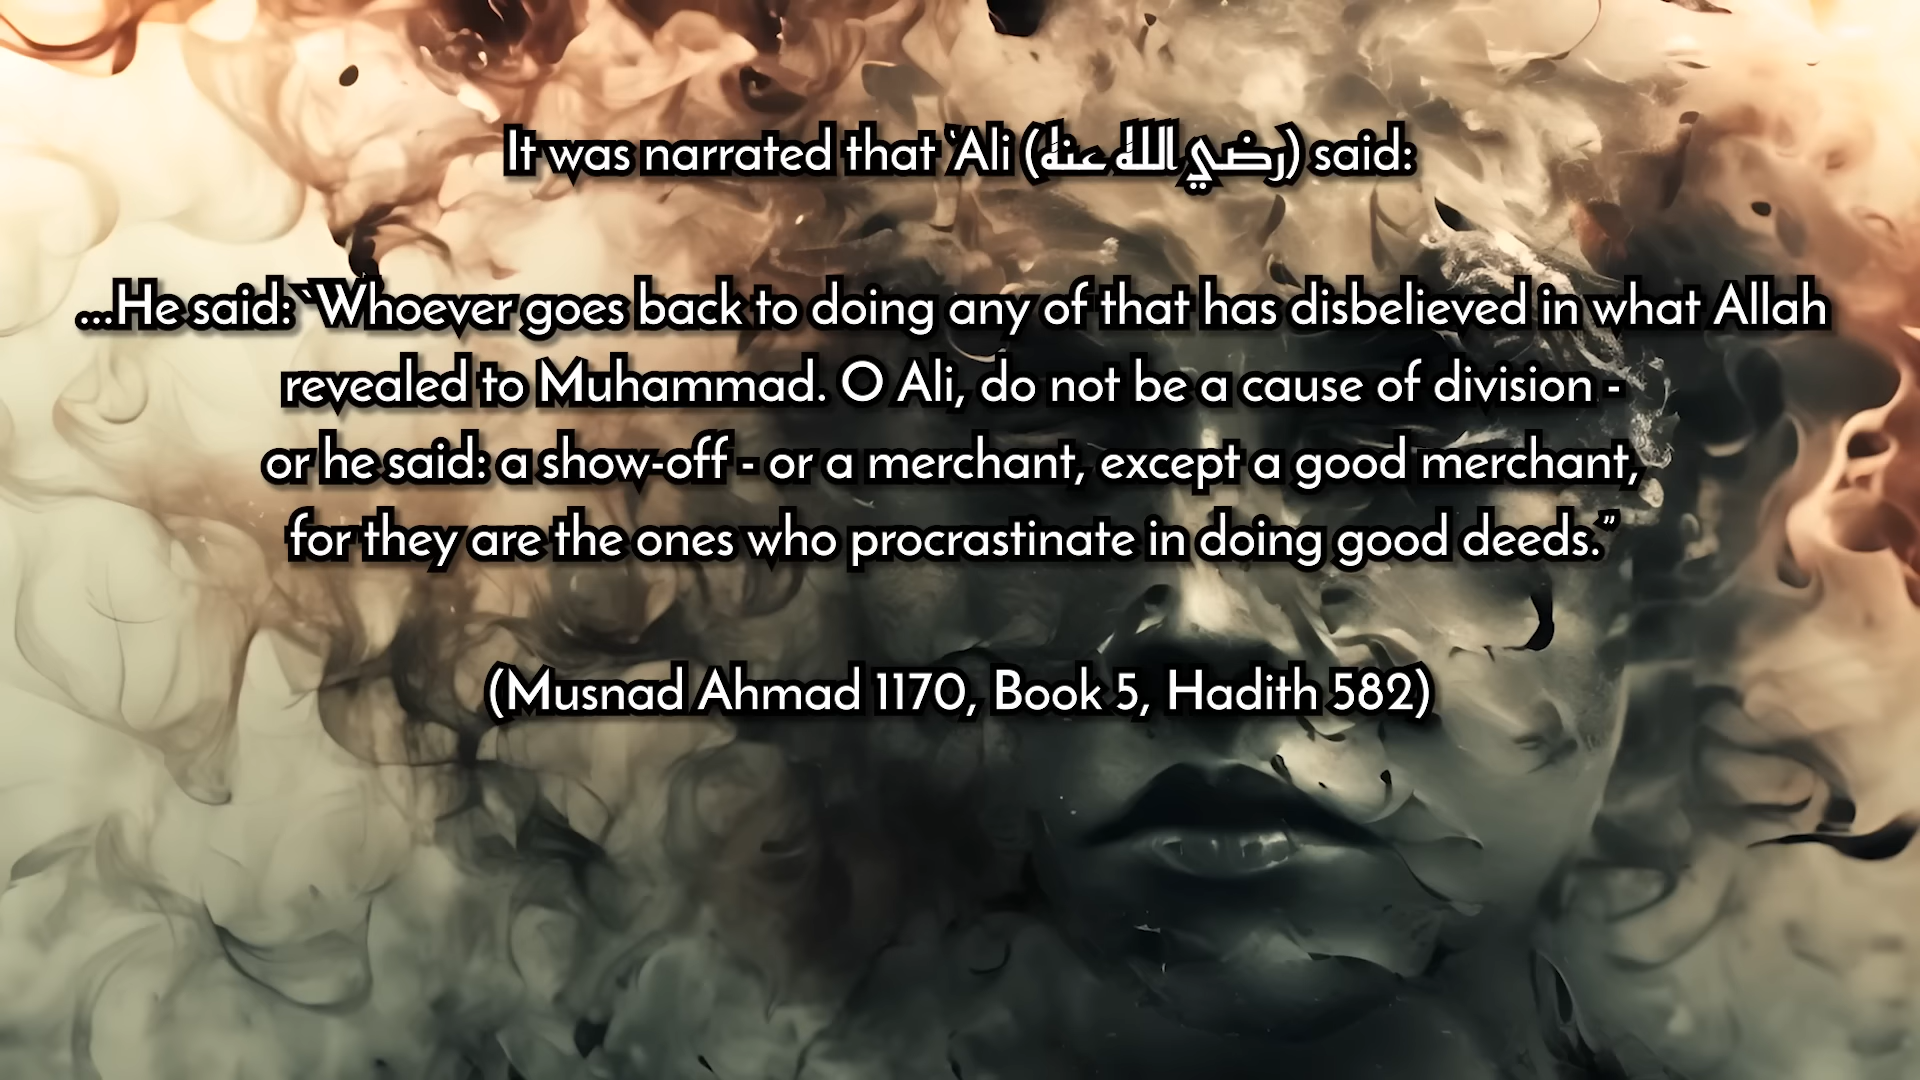 It was narrated that 'Ali (رضي الله عنه) said:
...He said: “Whoever goes back to doing any of that has disbelieved in what Allah
revealed to Muhammad. O Ali, do not be a cause of division -
or he said: a show-off - or a merchant, except a good merchant,
for they are the ones who procrastinate in doing good deeds.”
(Musnad Ahmad 1170, Book 5, Hadith 582)